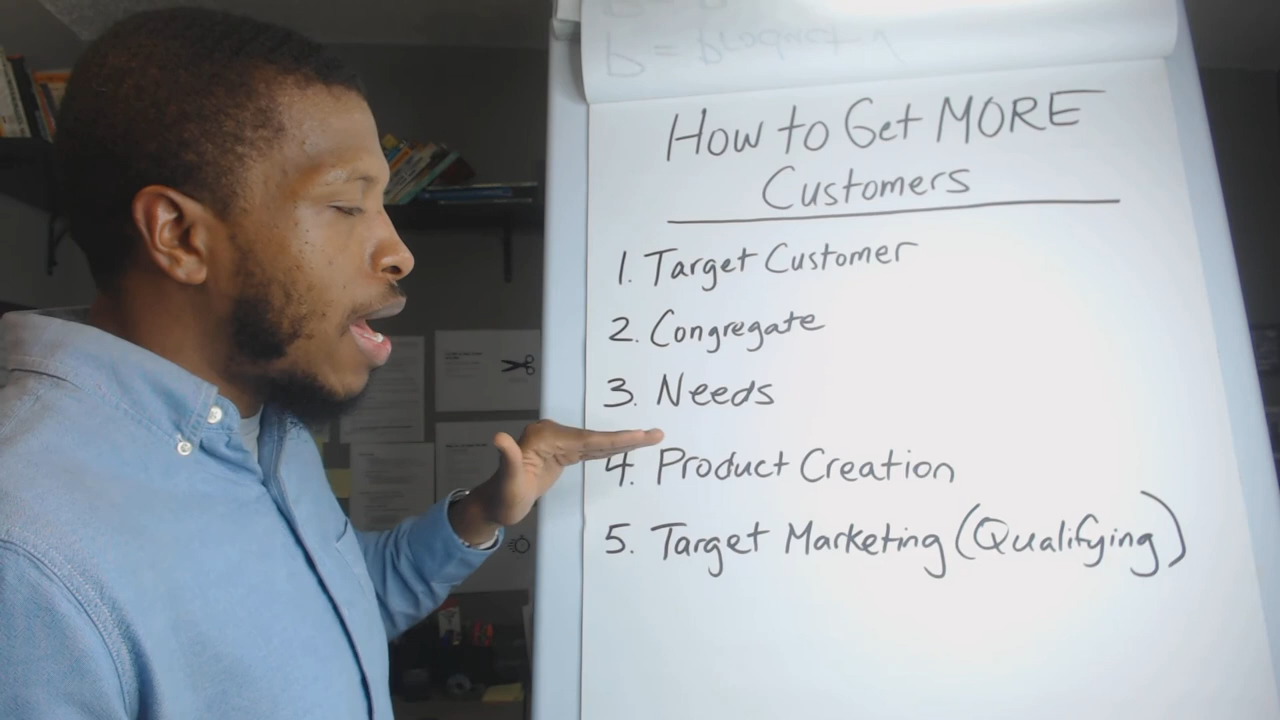 How to Get MORE
Customers
1. Target Customer
2. Congregate
3. Needs
4. Product Creation
5. Target Marketing (Qualifying)